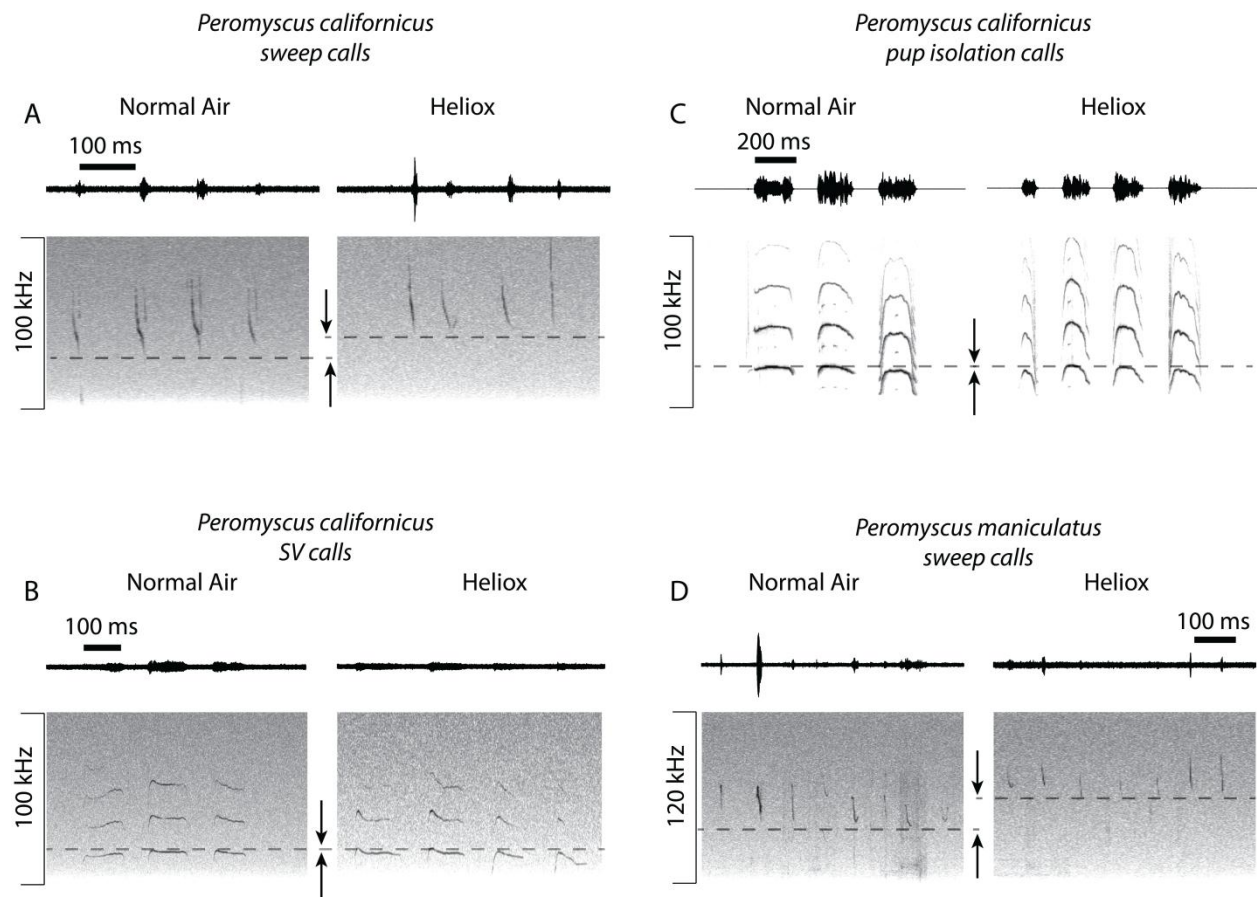 Peromyscus californicus
sweep calls
A
Normal Air
Heliox
100 ms
100 kHz
Peromyscus californicus
pup isolation calls
C
Normal Air
Heliox
200 ms
100 kHz
Peromyscus californicus
SV calls
B
Normal Air
Heliox
100 ms
100 kHz
Peromyscus maniculatus
sweep calls
D
Normal Air
Heliox
100 ms
120 kHz